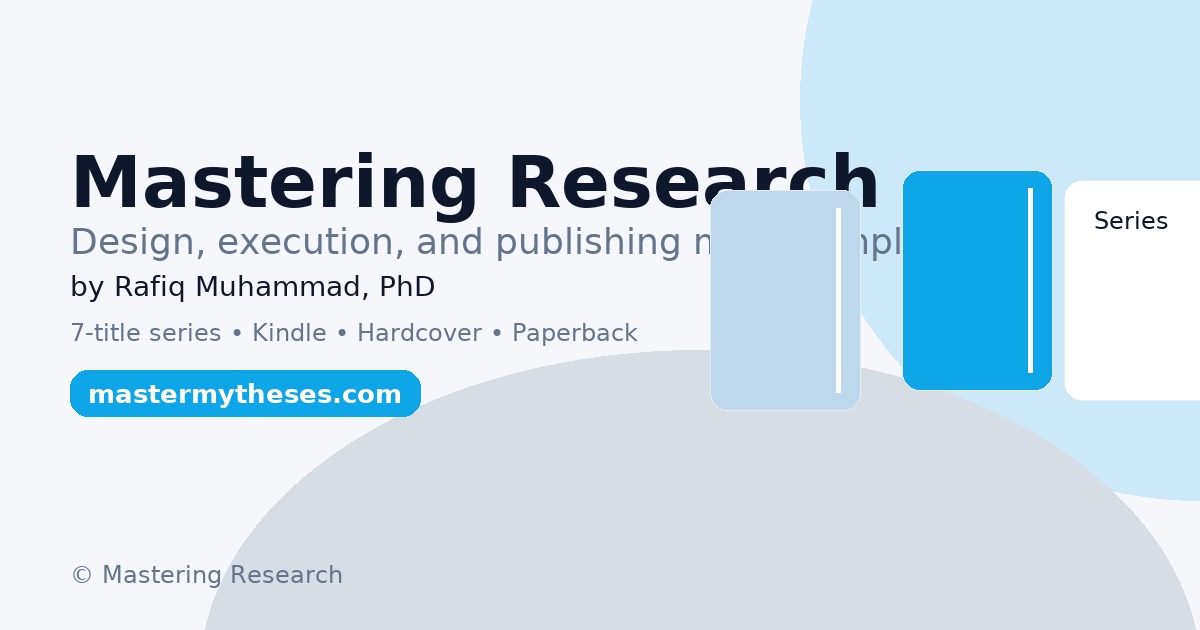 Mastering Research
Design, execution, and publishing
by Rafiq Muhammad, PhD
7-title series • Kindle • Hardcover • Paperback
mastermytheses.com
Series
© Mastering Research